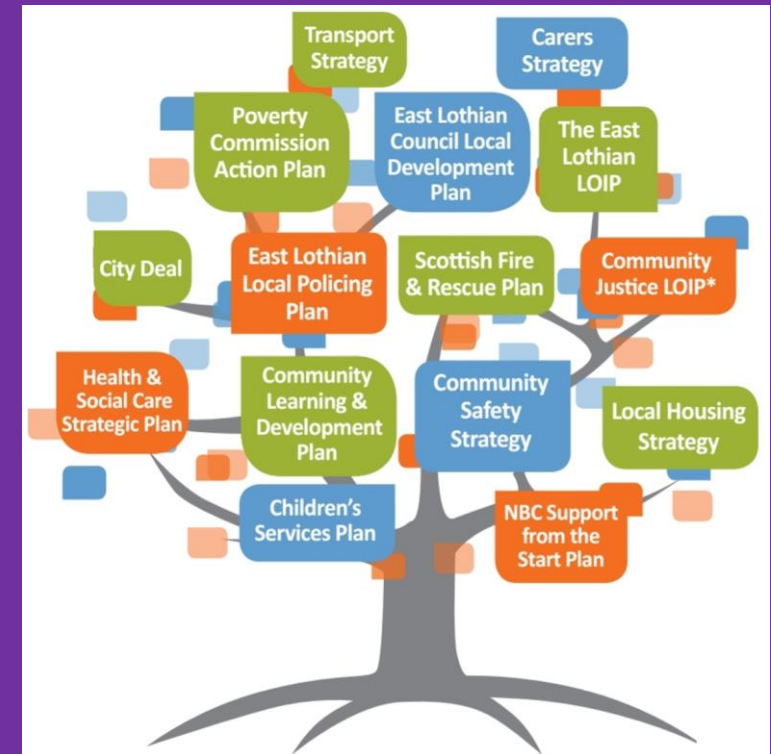 Transport
Strategy
Carers
Strategy
Poverty
Commission
Action Plan
East Lothian
Council Local
Development
Plan
The East
Lothian
LOIP
City Deal
East Lothian
Local Policing
Plan
Scottish Fire
& Rescue Plan
Community
Justice LOIP*
Health &
Social Care
Strategic Plan
Community
Learning &
Development
Plan
Community
Safety
Strategy
Local Housing
Strategy
Children's
Services Plan
NBC Support
from the
Start Plan